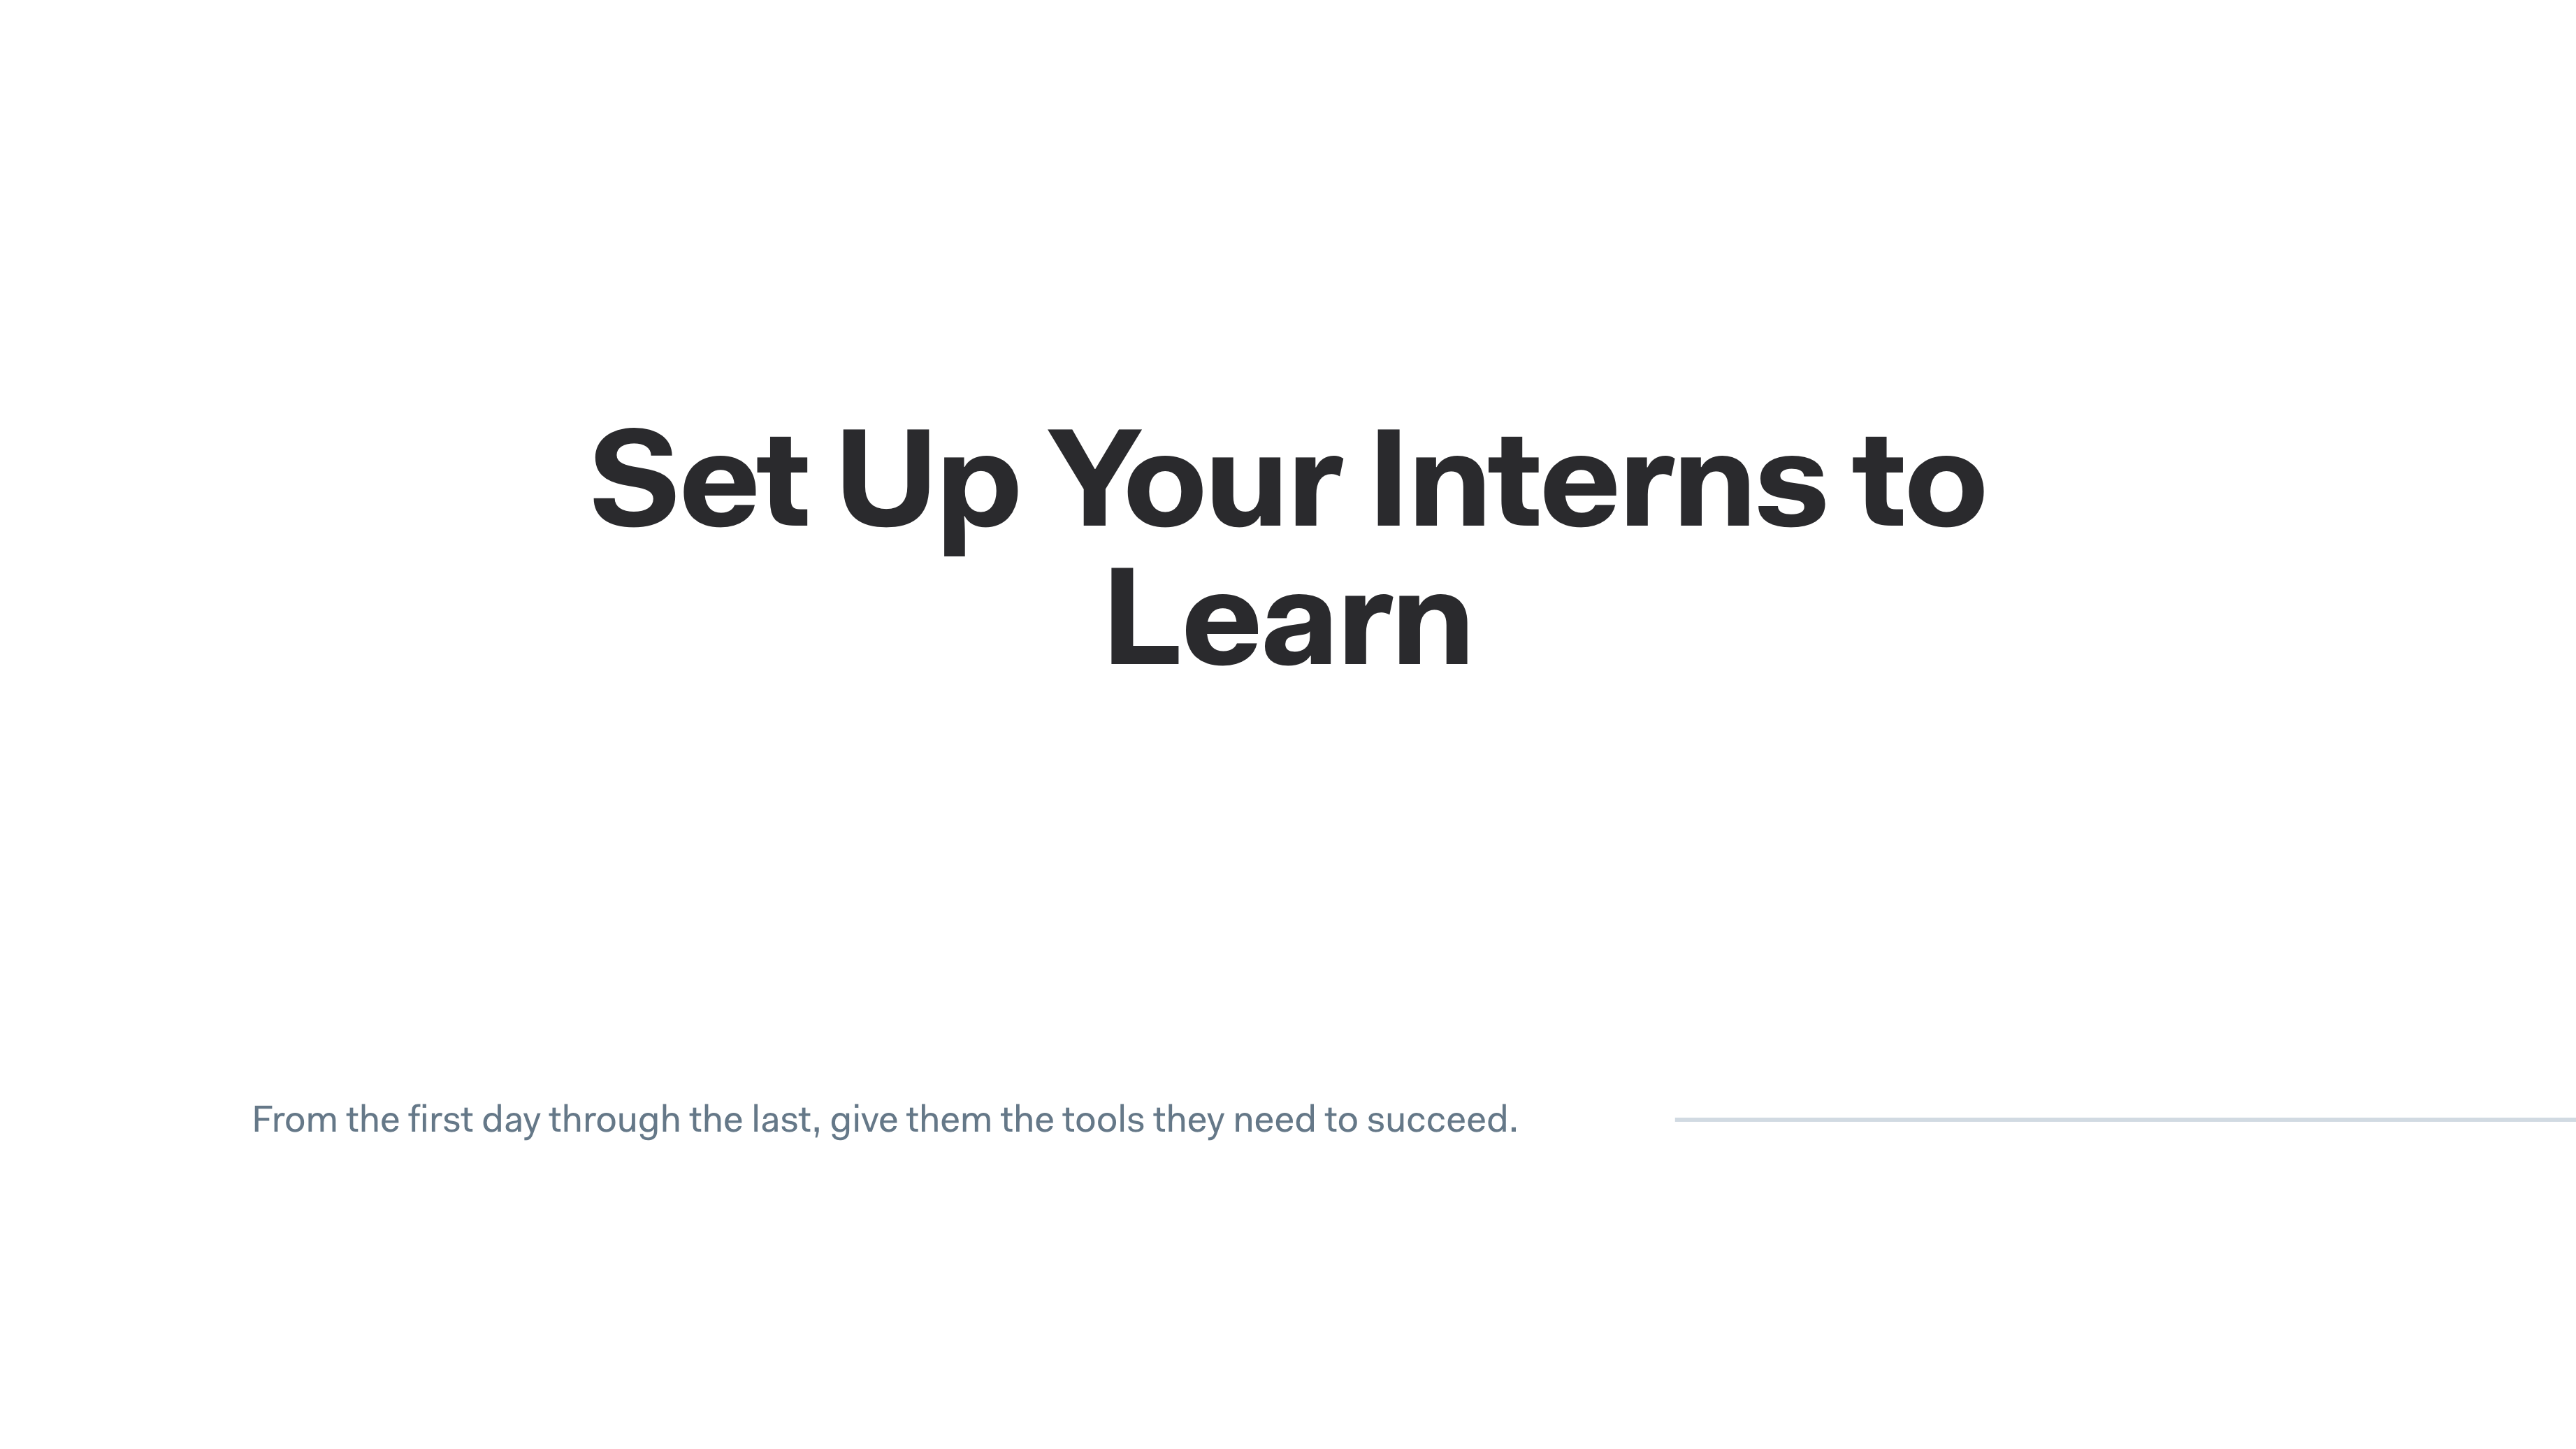 Set Up Your Interns to
Learn
From the first day through the last, give them the tools they need to succeed.